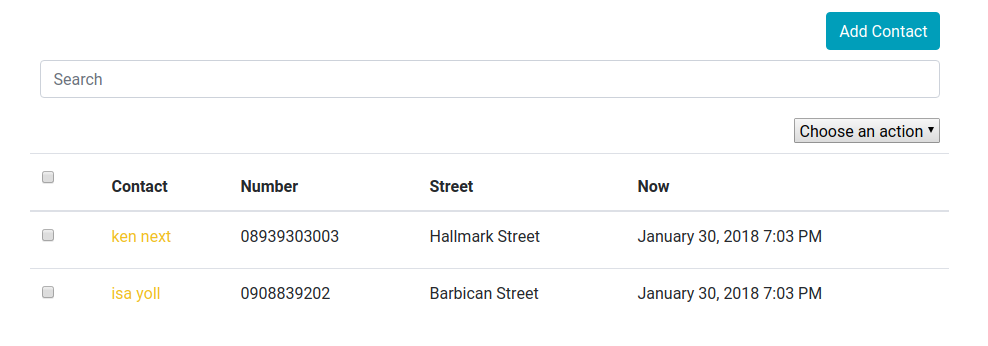 Add Contact
Search
Choose an action
Contact Number Street Now
ken next 08939303003 Hallmark Street January 30, 2018 7:03 PM
isa yoll 0908839202 Barbican Street January 30, 2018 7:03 PM